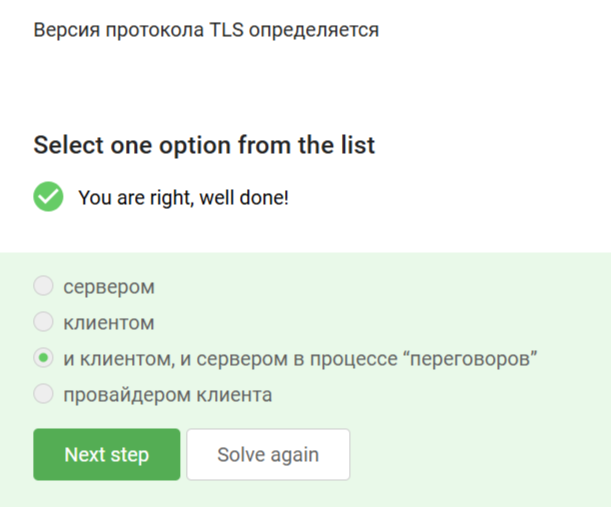 Версия протокола TLS определяется
Select one option from the list
You are right, well done!
сервером
клиентом
и клиентом, и сервером в процессе “переговоров”
провайдером клиента
Next step
Solve again